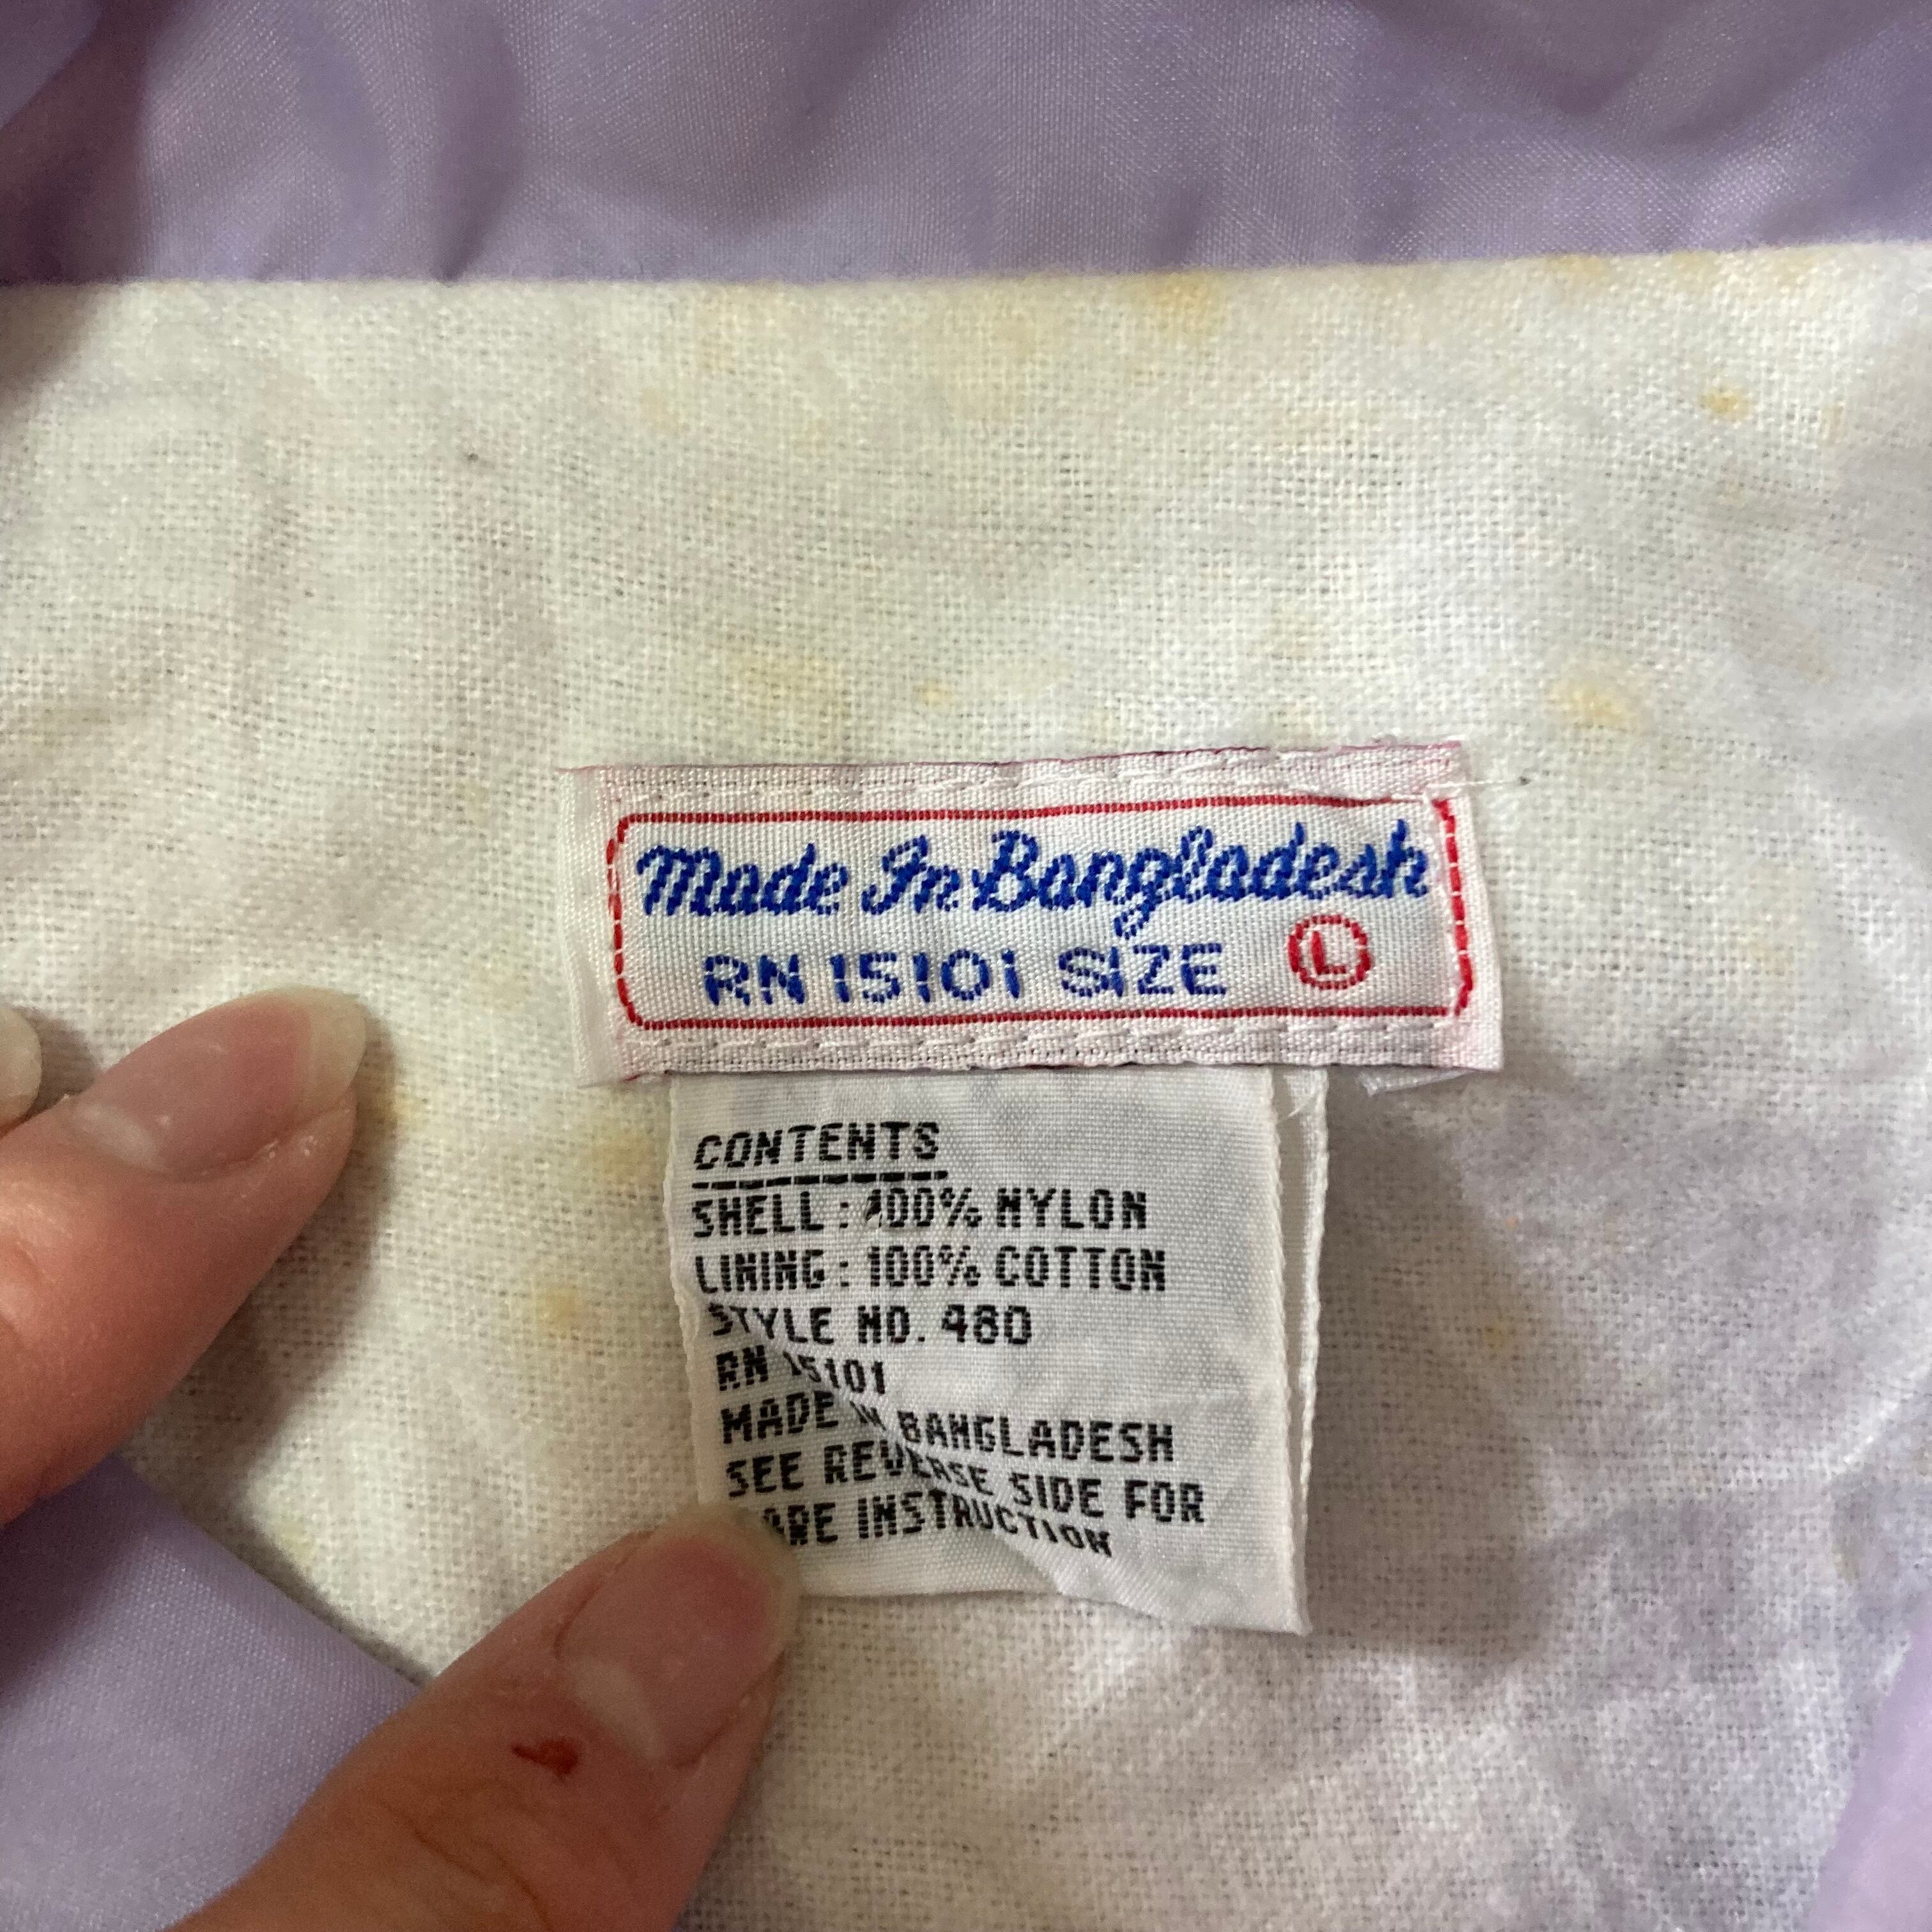 Made In Bangladesh
RN 15101 SIZE L
CONTENTS
SHELL : 100% NYLON
LINING : 100% COTTON
STYLE NO. 480
RN 15101
MADE IN BANGLADESH
SEE REVERSE SIDE FOR
ARE INSTRUCTION